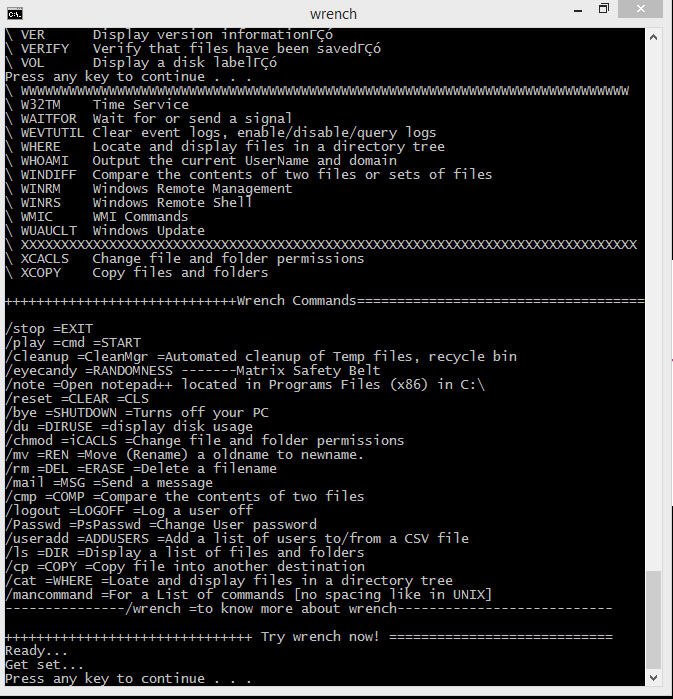 wrench
\ VER      Display version informationΓÇó
\ VERIFY   Verify that files have been savedΓÇó
\ VOL      Display a disk labelΓÇó
Press any key to continue . . .
\ WWWWWWWWWWWWWWWWWWWWWWWWWWWWWWWWWWWWWWWWWWWWWWWWWWWWWWWWWWWWWWWWWWWWWWWWWWWW
\ W32TM    Time Service
\ WAITFOR  Wait for or send a signal
\ WEVTUTIL Clear event logs, enable/disable/query logs
\ WHERE    Locate and display files in a directory tree
\ WHOAMI   Output the current UserName and domain
\ WINDIFF  Compare the contents of two files or sets of files
\ WINRM    Windows Remote Management
\ WINRS    Windows Remote Shell
\ WMIC     WMI Commands
\ WUAUCLT  Windows Update
\ XXXXXXXXXXXXXXXXXXXXXXXXXXXXXXXXXXXXXXXXXXXXXXXXXXXXXXXXXXXXXXXXXXXXXXXXXXXXX
\ XCACLS   Change file and folder permissions
\ XCOPY    Copy files and folders
+++++++++++++++++++++++++++++Wrench Commands====================================
/stop =EXIT
/play =cmd =START
/cleanup =CleanMgr =Automated cleanup of Temp files, recycle bin
/eyecandy =RANDOMNESS -------Matrix Safety Belt
/note =Open notepad++ located in Programs Files (x86) in C:\
/reset =CLEAR =CLS
/bye =SHUTDOWN =Turns off your PC
/du =DIRUSE =display disk usage
/chmod =iCACLS =Change file and folder permissions
/mv =REN =Move (Rename) a oldname to newname.
/rm =DEL =ERASE =Delete a filename
/mail =MSG =Send a message
/cmp =COMP =Compare the contents of two files
/logout =LOGOFF =Log a user off
/Passwd =PsPasswd =Change User password
/useradd =ADDUSERS =Add a list of users to/from a CSV file
/ls =DIR =Display a list of files and folders
/cp =COPY =Copy file into another destination
/cat =WHERE =Loate and display files in a directory tree
/mancommand =For a List of commands [no spacing like in UNIX]
---------------/wrench =to know more about wrench---------------------------
+++++++++++++++++++++++++++++++ Try wrench now! ============================
Ready...
Get set...
Press any key to continue . . .